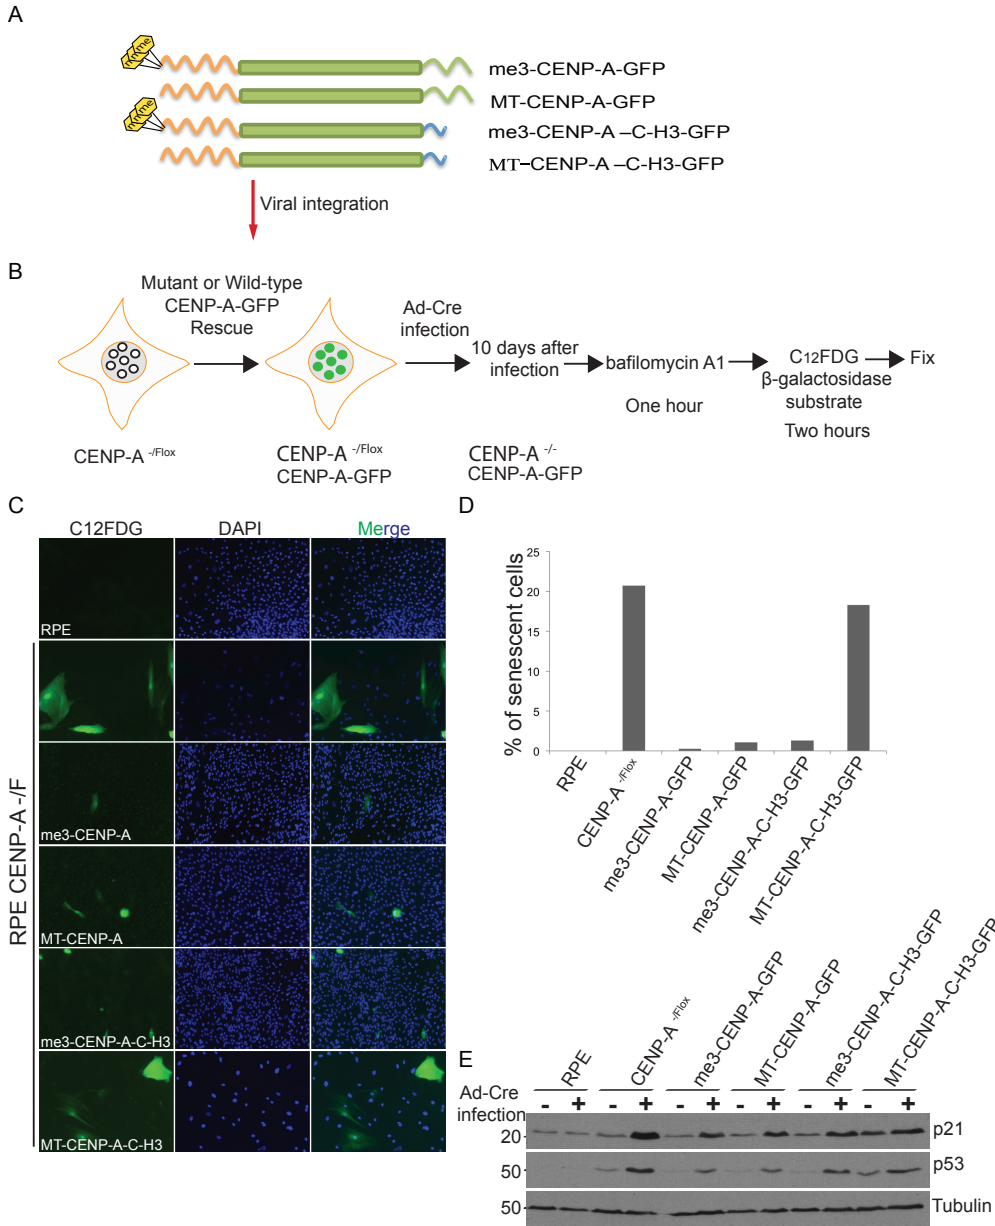 A
me3-CENP-A-GFP
MT-CENP-A-GFP
me3-CENP-A –C-H3-GFP
MT–CENP-A –C-H3-GFP
Viral integration
B
Mutant or Wild-type
CENP-A-GFP
Rescue
Ad-Cre
infection
10 days after
infection
bafilomycin A1
One hour
C12FDG
β-galactosidase
substrate
Two hours
Fix
CENP-A -/Flox
CENP-A -/Flox
CENP-A-GFP
CENP-A -/-
CENP-A-GFP
C
C12FDG
DAPI
Merge
RPE
RPE CENP-A -/F
me3-CENP-A
MT-CENP-A
me3-CENP-A-C-H3
MT-CENP-A-C-H3
D
% of senescent cells
25
20
15
10
5
0
RPE
CENP-A -/Flox
me3-CENP-A-GFP
MT-CENP-A-GFP
me3-CENP-A-C-H3-GFP
MT-CENP-A-C-H3-GFP
E
RPE
CENP-A -/Flox
me3-CENP-A-GFP
MT-CENP-A-GFP
me3-CENP-A-C-H3-GFP
MT-CENP-A-C-H3-GFP
Ad-Cre
infection
- + - + - + - + - + - +
20
p21
50
p53
50
Tubulin